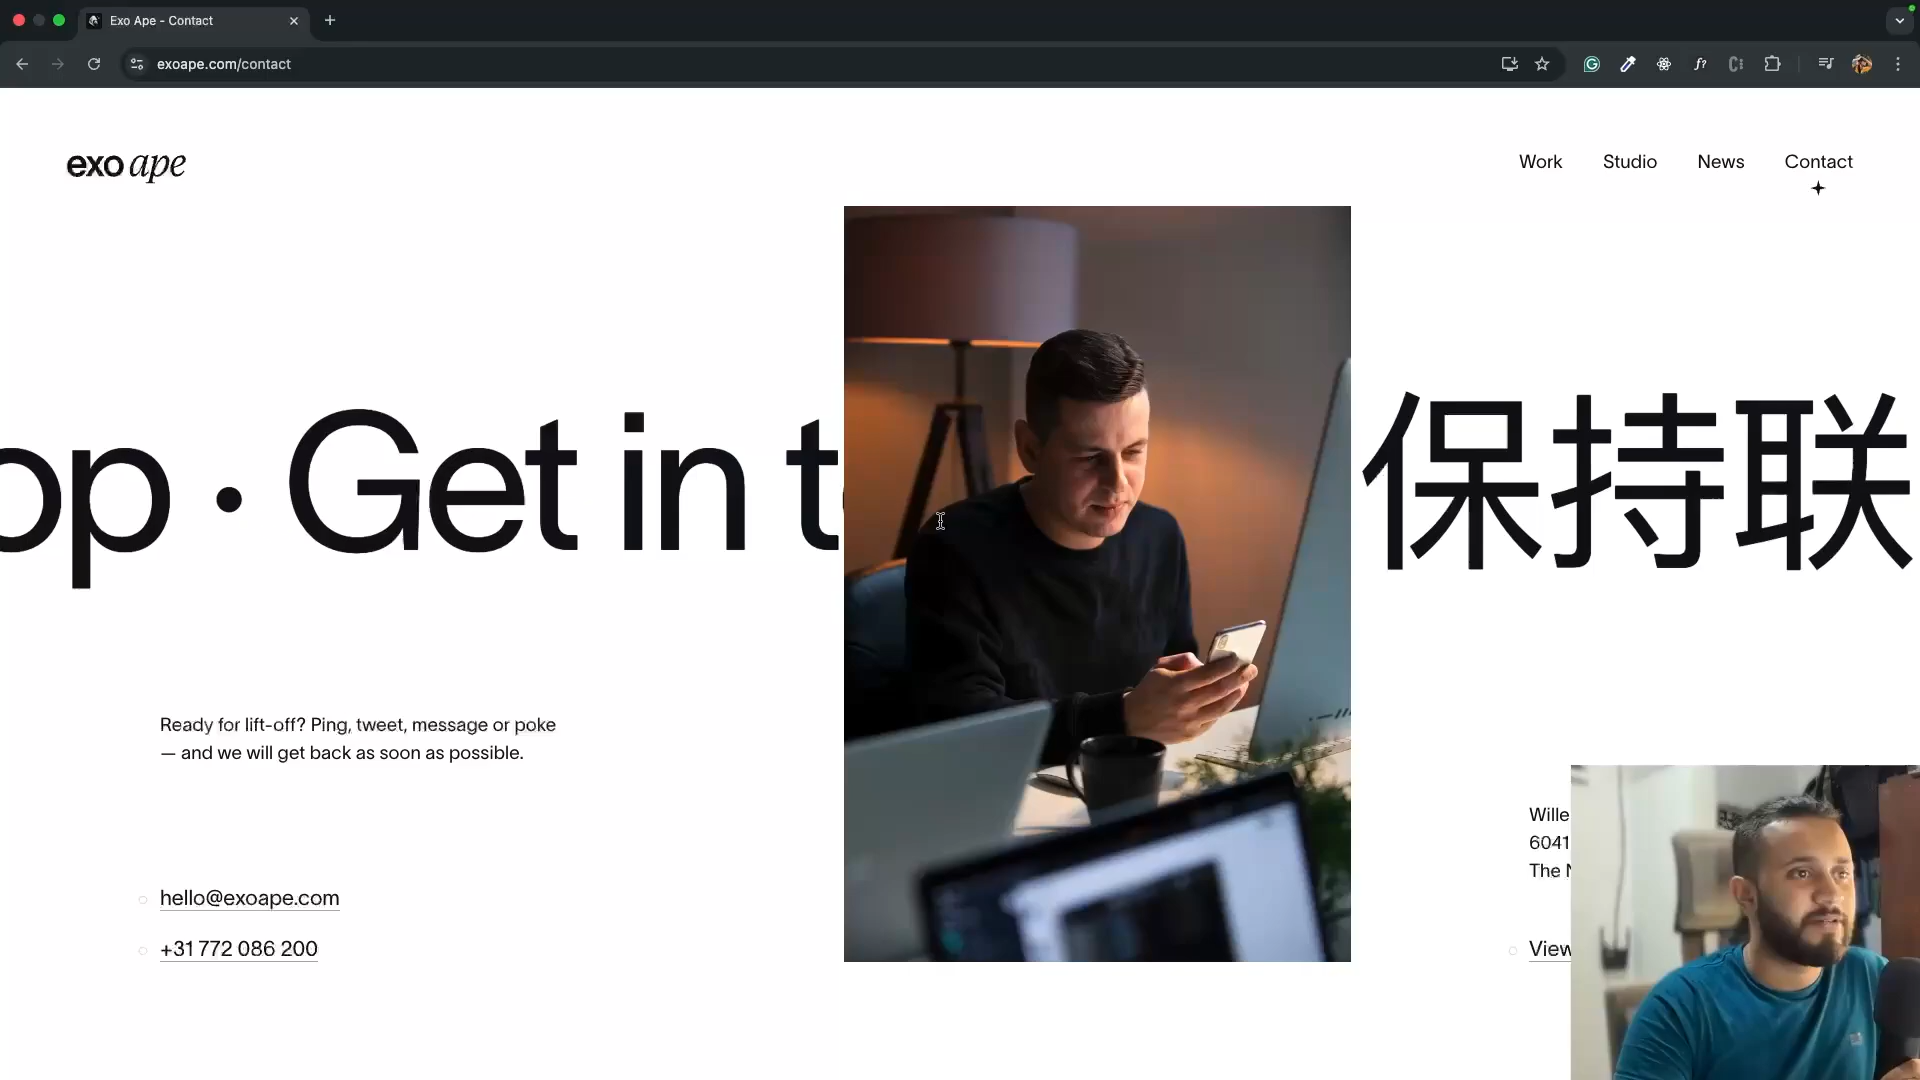 Exo Ape - Contact
exoape.com/contact
exo ape
Work
Studio
News
Contact
op · Get in t
保持联
Ready for lift-off? Ping, tweet, message or poke
— and we will get back as soon as possible.
hello@exoape.com
+31 772 086 200
Wille
6041
The
View